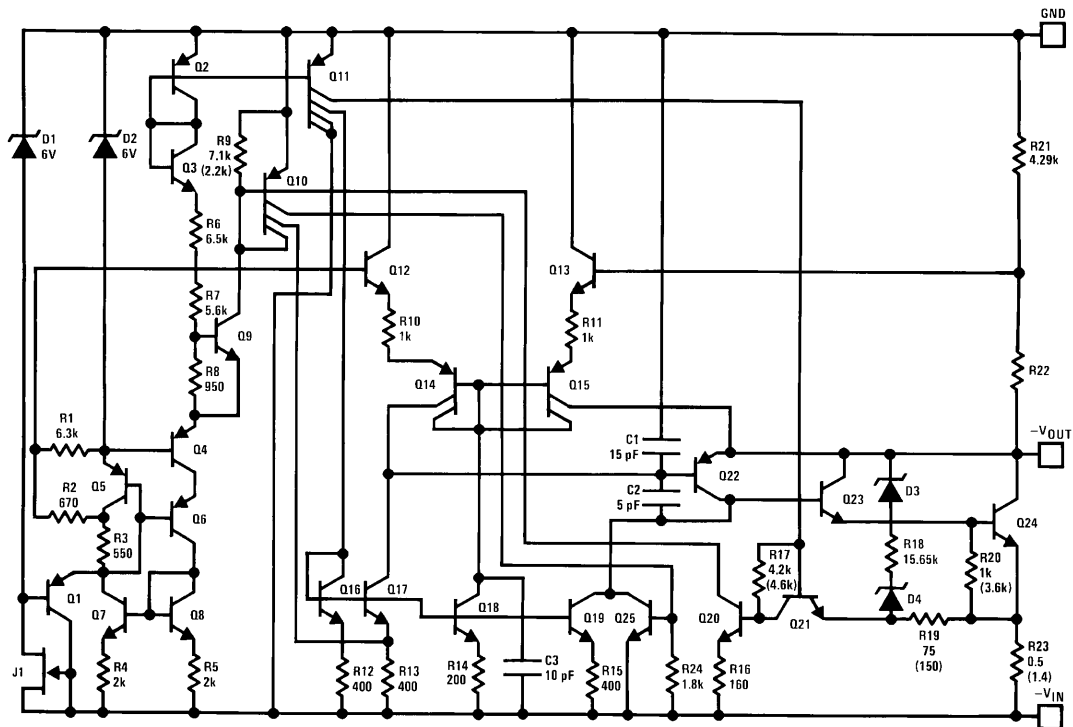 GND
Q2
Q11
D1
6V
D2
6V
R9
7.1k
(2.2k)
Q3
Q10
R21
4.29k
R6
6.5k
Q12
Q13
R7
5.6k
R10
1k
R11
1k
Q9
R8
950
Q14
Q15
R22
R1
6.3k
Q4
C1
15 pF
-VOUT
Q5
Q22
R2
670
C2
5 pF
Q23
D3
Q6
Q24
R3
550
R17
4.2k
(4.6k)
R18
15.65k
R20
1k
(3.6k)
Q1
Q7
Q8
Q16
Q17
Q18
Q19
Q25
Q20
Q21
D4
R19
75
(150)
J1
R4
2k
R5
2k
R12
400
R13
400
R14
200
C3
10 pF
R15
400
R24
1.8k
R16
160
R23
0.5
(1.4)
-VIN